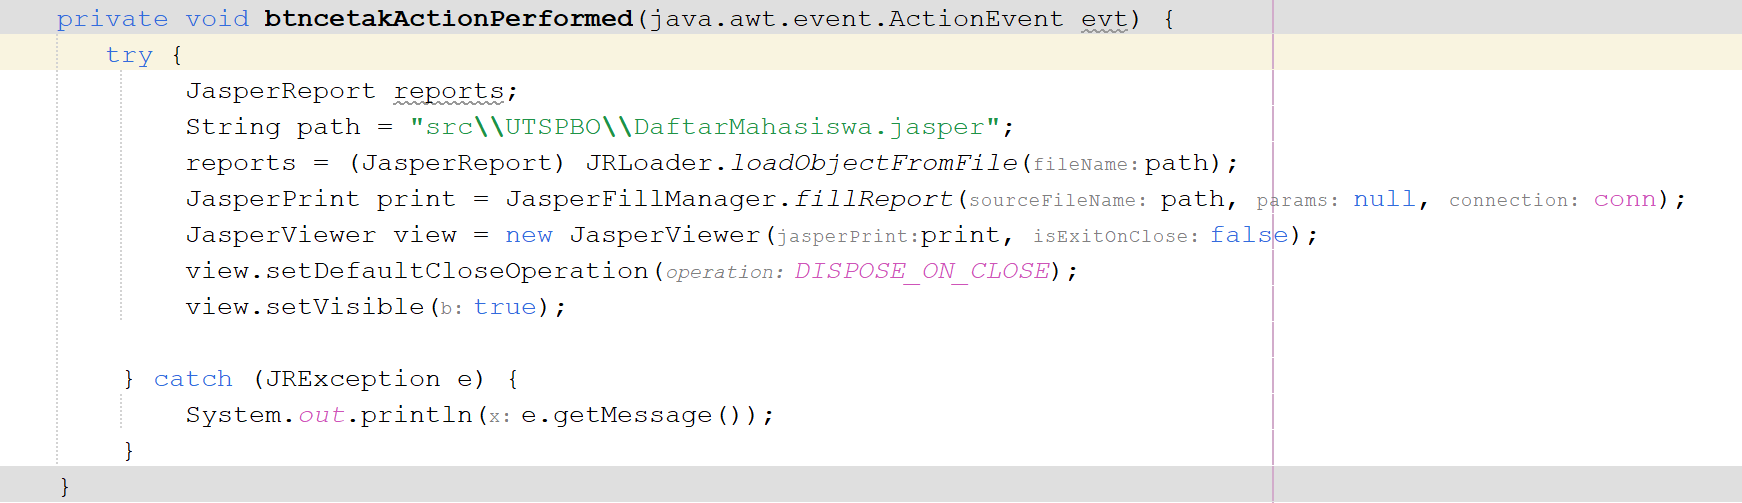 private void btncetakActionPerformed(java.awt.event.ActionEvent evt) {
try {
JasperReport reports;
String path = "src\\UTSPBO\\DaftarMahasiswa.jasper";
reports = (JasperReport) JRLoader.loadObjectFromFile(fileName: path);
JasperPrint print = JasperFillManager.fillReport(sourceFileName: path, params: null, connection: conn);
JasperViewer view = new JasperViewer(jasperPrint: print, isExitOnClose: false);
view.setDefaultCloseOperation(operation: DISPOSE_ON_CLOSE);
view.setVisible(b: true);
} catch (JRException e) {
System.out.println(x: e.getMessage());
}
}